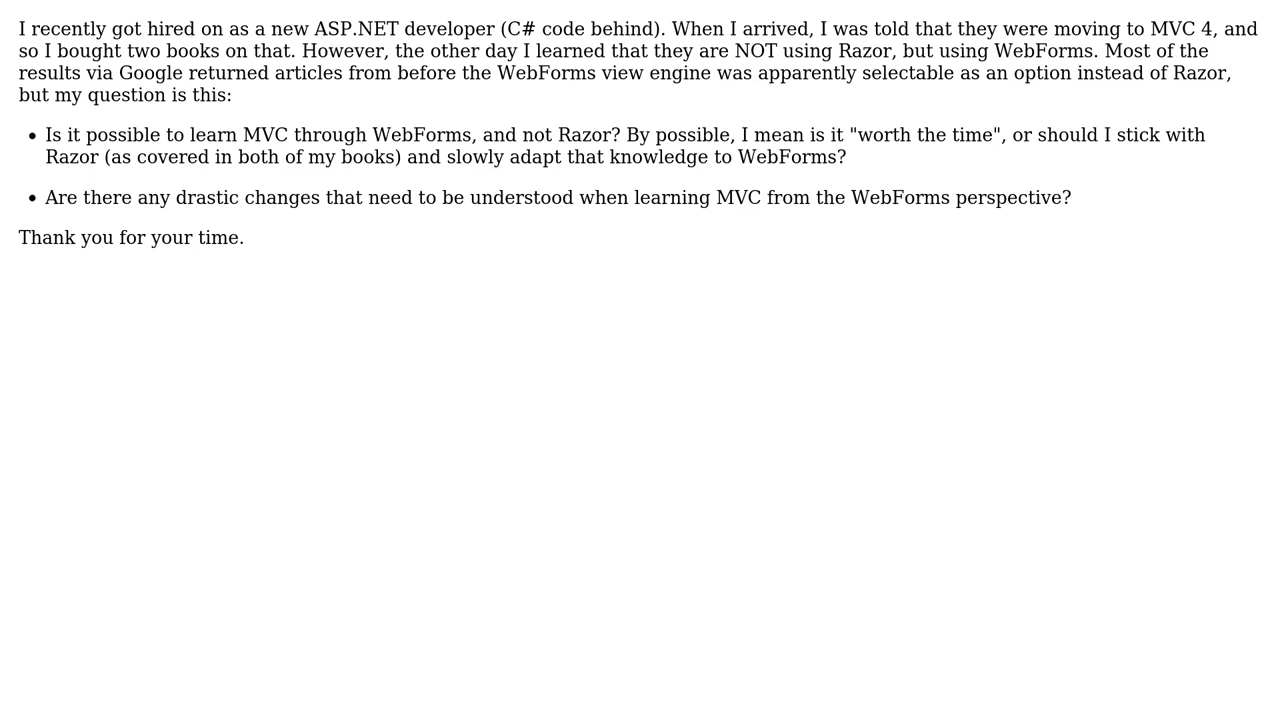 I recently got hired on as a new ASP.NET developer (C# code behind). When I arrived, I was told that they were moving to MVC 4, and
so I bought two books on that. However, the other day I learned that they are NOT using Razor, but using WebForms. Most of the
results via Google returned articles from before the WebForms view engine was apparently selectable as an option instead of Razor,
but my question is this:
• Is it possible to learn MVC through WebForms, and not Razor? By possible, I mean is it "worth the time", or should I stick with
Razor (as covered in both of my books) and slowly adapt that knowledge to WebForms?
• Are there any drastic changes that need to be understood when learning MVC from the WebForms perspective?
Thank you for your time.